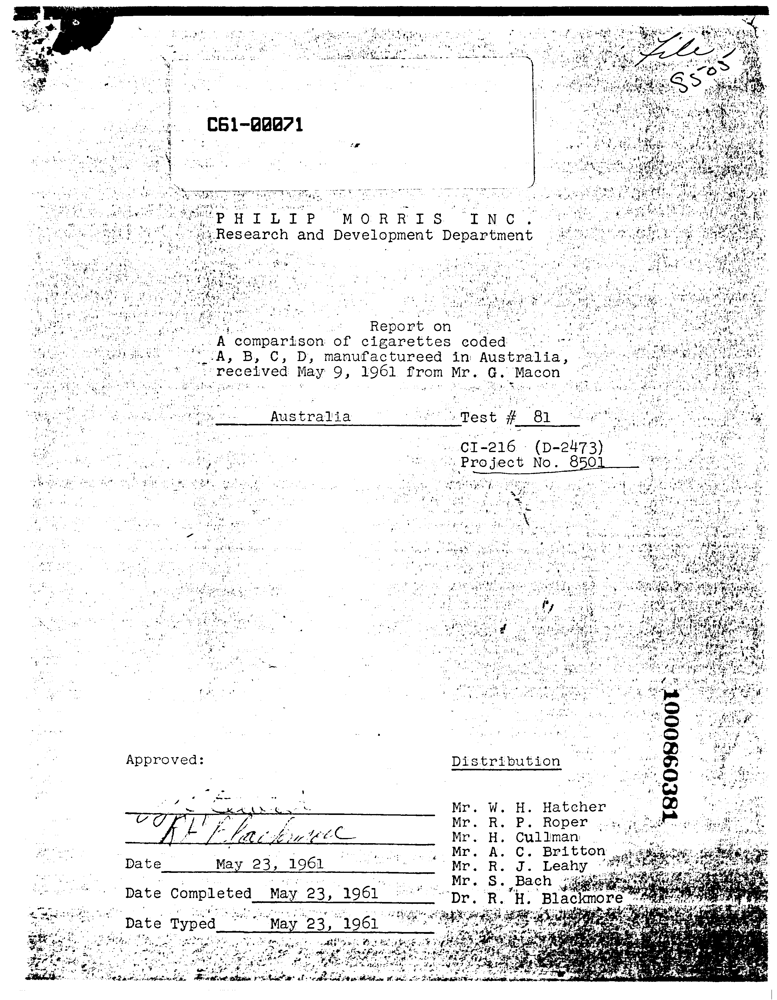 File
8505
C61-00071
PHILIP MORRIS INC.
Research and Development Department
Report on
A comparison of cigarettes coded
A, B, C, D, manufactureed in Australia,
received May 9, 1961 from Mr. G. Macon
Australia Test # 81
CI-216 (D-2473)
Project No. 8501
1000860381
Approved:
R H Blackmore
Date May 23, 1961
Date Completed May 23, 1961
Date Typed May 23, 1961
Distribution
Mr. W. H. Hatcher
Mr. R. P. Roper
Mr. H. Cullman
Mr. A. C. Britton
Mr. R. J. Leahy
Mr. S. Bach
Dr. R. H. Blackmore